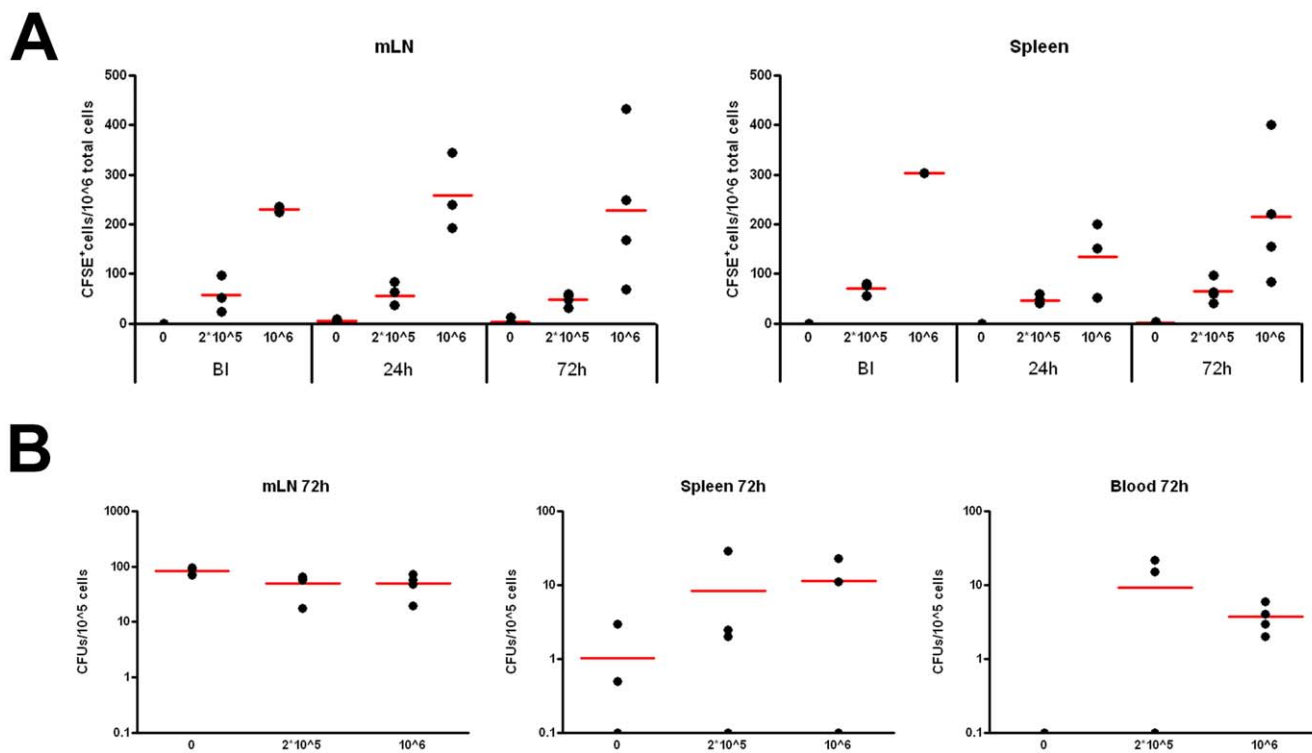 A
mLN
CFSE+cells/10^6 total cells
500
400
300
200
100
0
0 2*10^5 10^6 0 2*10^5 10^6 0 2*10^5 10^6
BI 24h 72h
Spleen
CFSE+cells/10^6 total cells
500
400
300
200
100
0
0 2*10^5 10^6 0 2*10^5 10^6 0 2*10^5 10^6
BI 24h 72h
B
mLN 72h
CFUs/10^5 cells
1000
100
10
1
0.1
0 2*10^5 10^6
Spleen 72h
CFUs/10^5 cells
100
10
1
0.1
0 2*10^5 10^6
Blood 72h
CFUs/10^5 cells
100
10
1
0.1
0 2*10^5 10^6